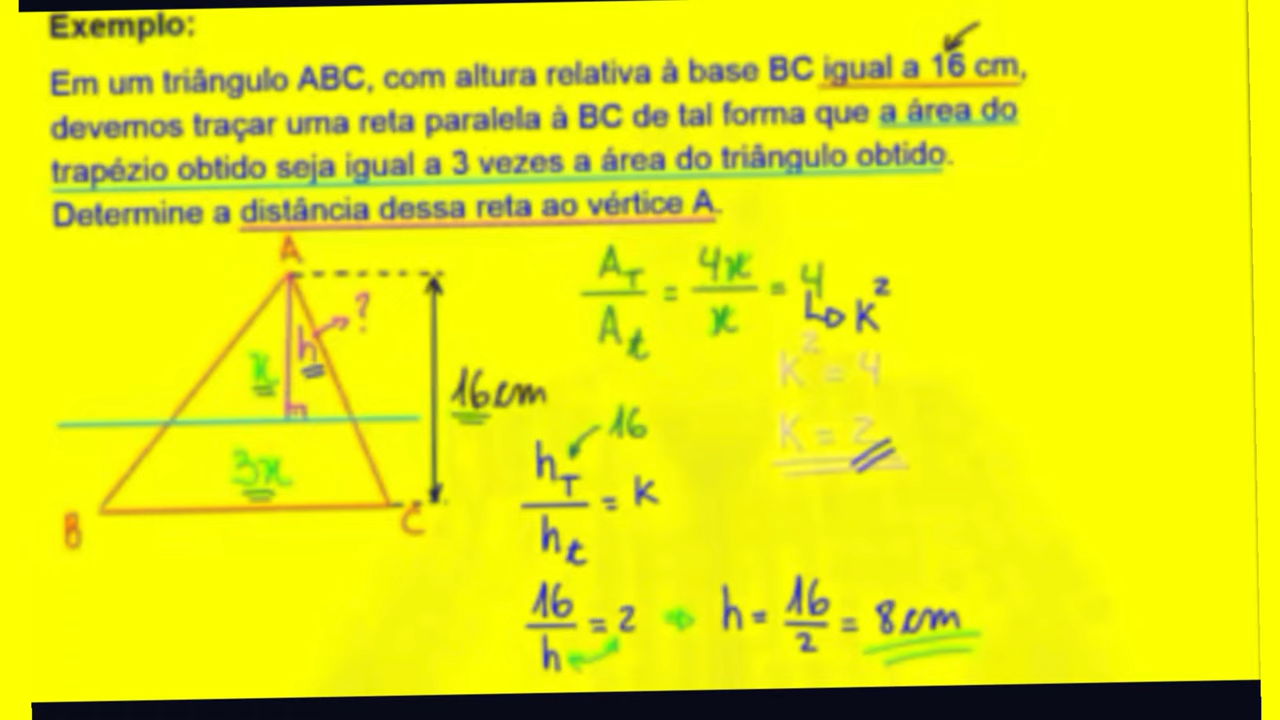 Exemplo:
Em um triângulo ABC, com altura relativa à base BC igual a 16 cm,
devemos traçar uma reta paralela à BC de tal forma que a área do
trapézio obtido seja igual a 3 vezes a área do triângulo obtido.
Determine a distância dessa reta ao vértice A.
A
?
h
x
16cm
3x
B
C
A_T / A_t = 4x / x = 4
↳ K²
K² = 4
K = 2
16
h_T / h_t = K
16 / h = 2 ⇒ h = 16 / 2 = 8cm